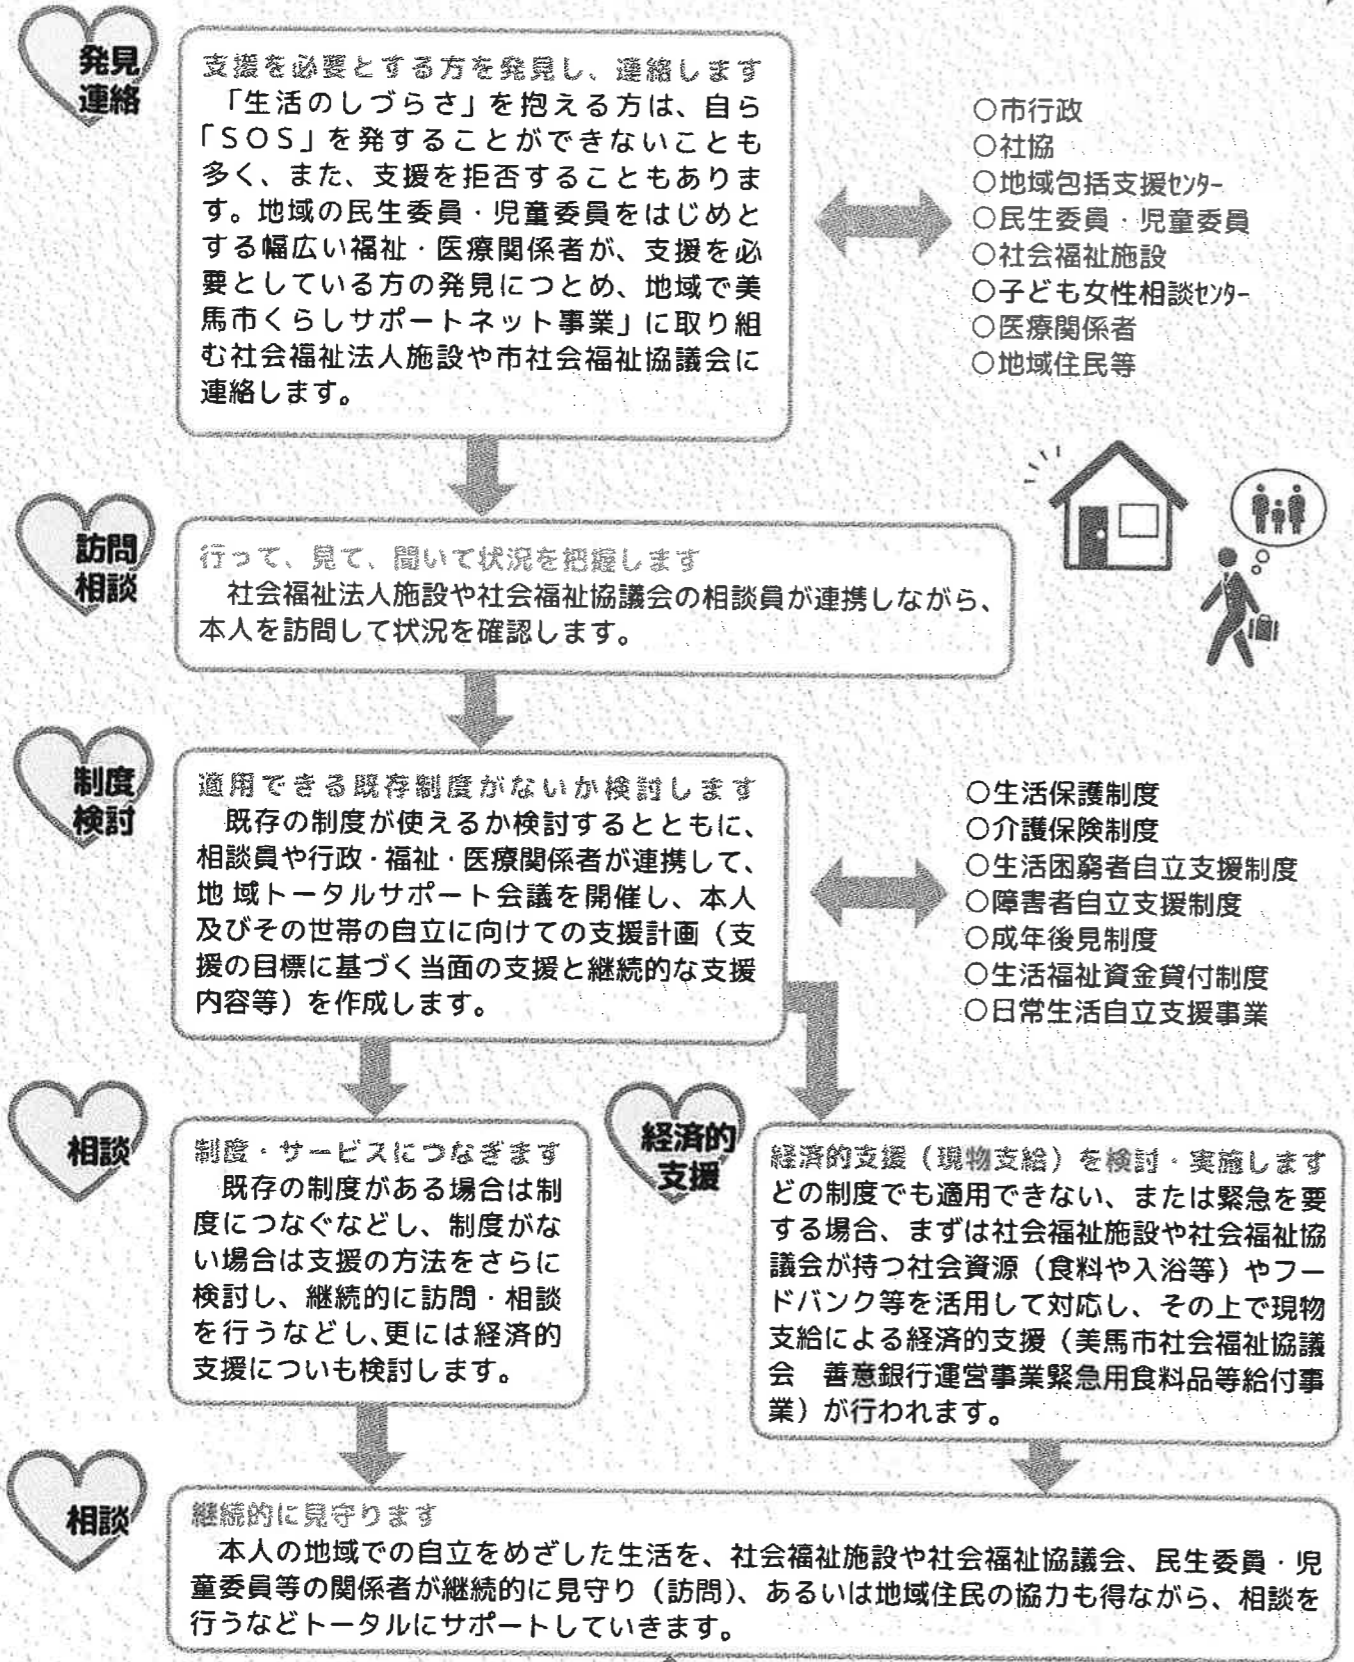 発見
連絡
支援を必要とする方を発見し、連絡します
「生活のしづらさ」を抱える方は、自ら
「SOS」を発することができないことも
多く、また、支援を拒否することもありま
す。地域の民生委員・児童委員をはじめと
する幅広い福祉・医療関係者が、支援を必
要としている方の発見につとめ、地域で美
馬市くらしサポートネット事業」に取り組
む社会福祉法人施設や市社会福祉協議会に
連絡します。
○市行政
○社協
○地域包括支援ｾﾝﾀｰ
○民生委員・児童委員
○社会福祉施設
○子ども女性相談ｾﾝﾀｰ
○医療関係者
○地域住民等
訪問
相談
行って、見て、聞いて状況を把握します
社会福祉法人施設や社会福祉協議会の相談員が連携しながら、
本人を訪問して状況を確認します。
制度
検討
適用できる既存制度がないか検討します
既存の制度が使えるか検討するとともに、
相談員や行政・福祉・医療関係者が連携して、
地 域トータルサポート会議を開催し、本人
及びその世帯の自立に向けての支援計画（支
援の目標に基づく当面の支援と継続的な支援
内容等）を作成します。
○生活保護制度
○介護保険制度
○生活困窮者自立支援制度
○障害者自立支援制度
○成年後見制度
○生活福祉資金貸付制度
○日常生活自立支援事業
相談
制度・サービスにつなぎます
既存の制度がある場合は制
度につなぐなどし、制度がな
い場合は支援の方法をさらに
検討し、継続的に訪問・相談
を行うなどし、更には経済的
支援についも検討します。
経済的
支援
経済的支援（現物支給）を検討・実施します
どの制度でも適用できない、または緊急を要
する場合、まずは社会福祉施設や社会福祉協
議会が持つ社会資源（食料や入浴等）やフー
ドバンク等を活用して対応し、その上で現物
支給による経済的支援（美馬市社会福祉協議
会　善意銀行運営事業緊急用食料品等給付事
業）が行われます。
相談
継続的に見守ります
本人の地域での自立をめざした生活を、社会福祉施設や社会福祉協議会、民生委員・児
童委員等の関係者が継続的に見守り（訪問）、あるいは地域住民の協力も得ながら、相談を
行うなどトータルにサポートしていきます。